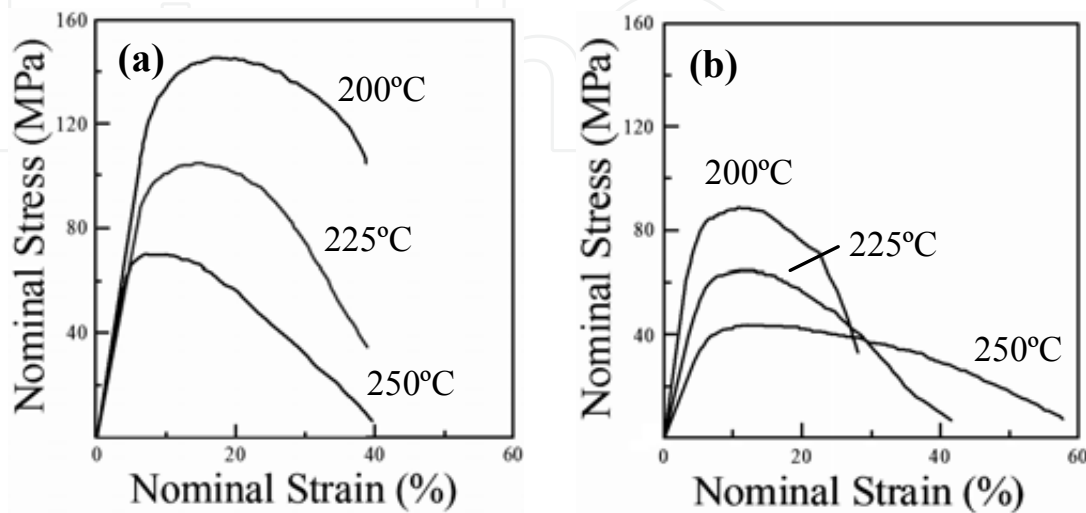 (a)
Nominal Stress (MPa)
160
120
80
40
0
0 20 40 60
Nominal Strain (%)
200ºC
225ºC
250ºC
(b)
Nominal Stress (MPa)
160
120
80
40
0 20 40 60
Nominal Strain (%)
200ºC
225ºC
250ºC